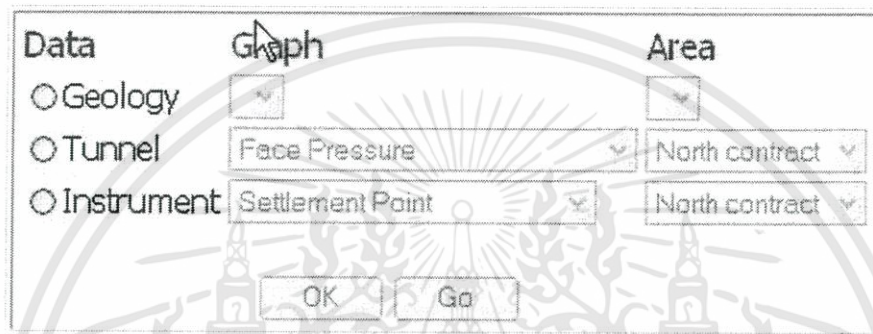 Data Graph Area
Geology
Tunnel Face Pressure North contract
Instrument Settlement Point North contract
OK Go